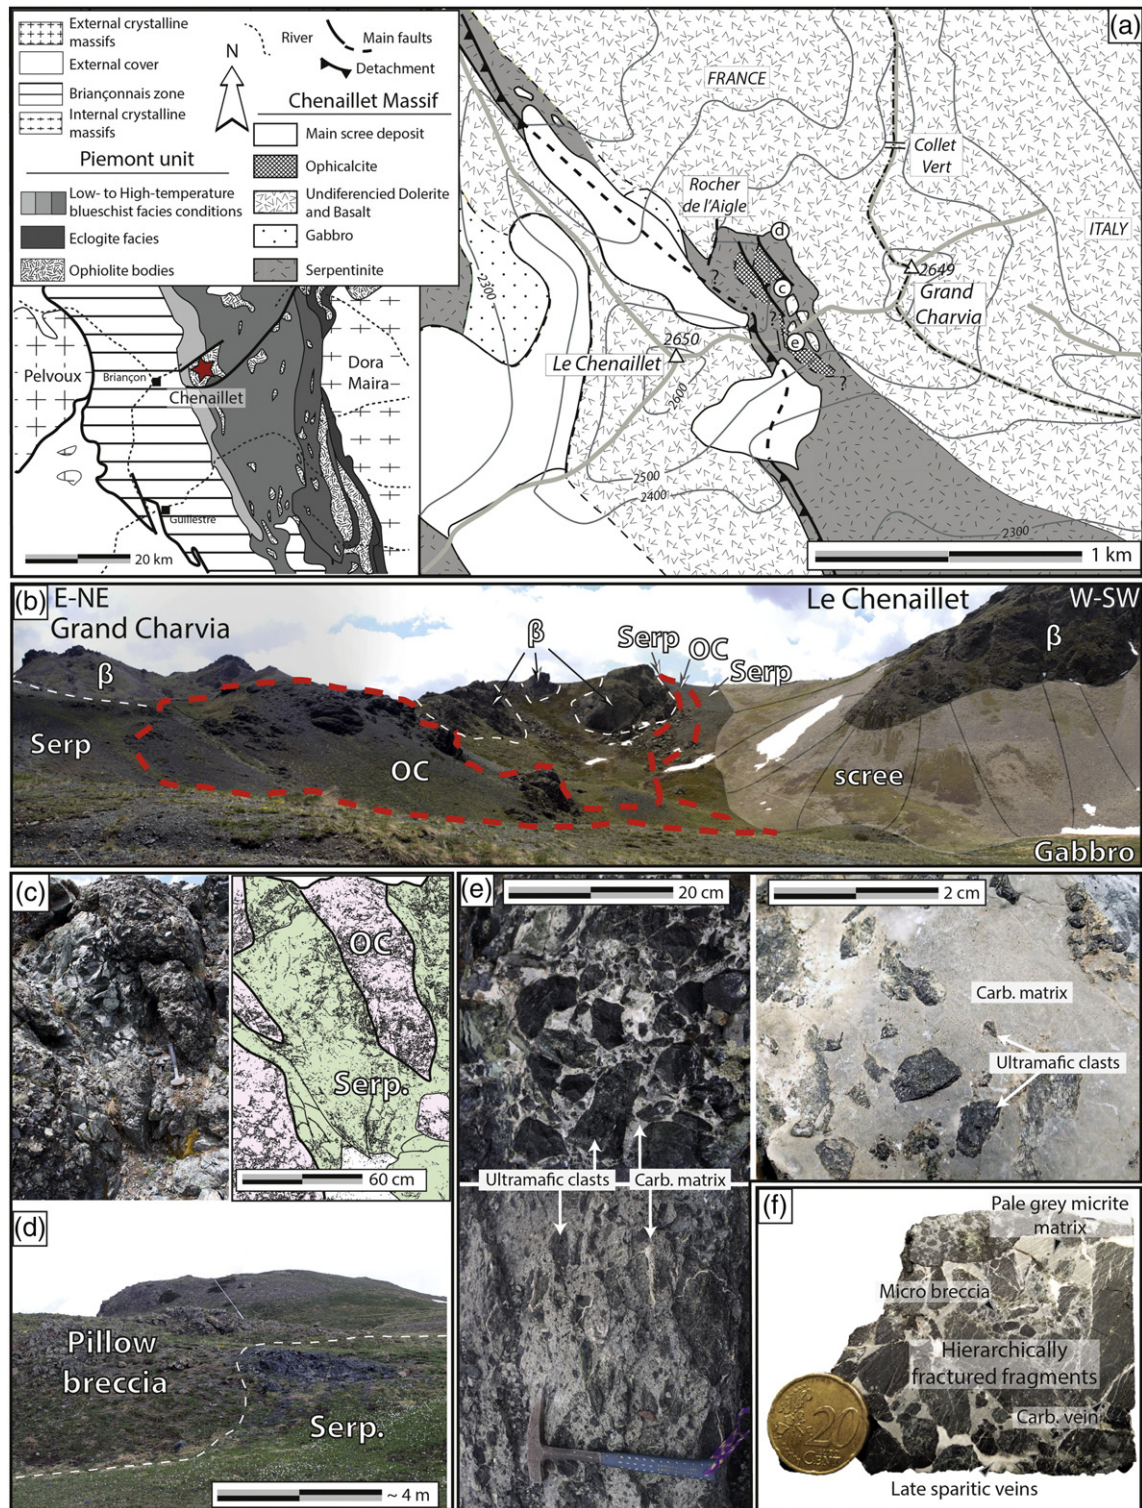 External crystalline
massifs
External cover
Briançonnais zone
Internal crystalline
massifs
Piemont unit
Low- to High-temperature
blueschist facies conditions
Eclogite facies
Ophiolite bodies
River
Main faults
N
Detachment
Chenaillet Massif
Main scree deposit
Ophicalcite
Undiferencied Dolerite
and Basalt
Gabbro
Serpentinite
Pelvoux
Briançon
Chenaillet
Dora
Maira
Guillestre
20 km
(a)
FRANCE
Collet
Vert
Rocher
de l'Aigle
ITALY
d
?
c
2649
Grand
Charvia
2300
?
e
2650
Le Chenaillet
2600
?
2500
2400
2300
1 km
(b)
E-NE
Grand Charvia
Le Chenaillet
W-SW
β
β
Serp
OC
Serp
β
Serp
OC
scree
Gabbro
(c)
OC
Serp.
60 cm
(d)
Pillow
breccia
Serp.
~ 4 m
(e)
20 cm
2 cm
Carb. matrix
Ultramafic clasts
Ultramafic clasts
Carb. matrix
(f)
Pale grey micrite
matrix
Micro breccia
Hierarchically
fractured fragments
Carb. vein
20
CENT
Late sparitic veins